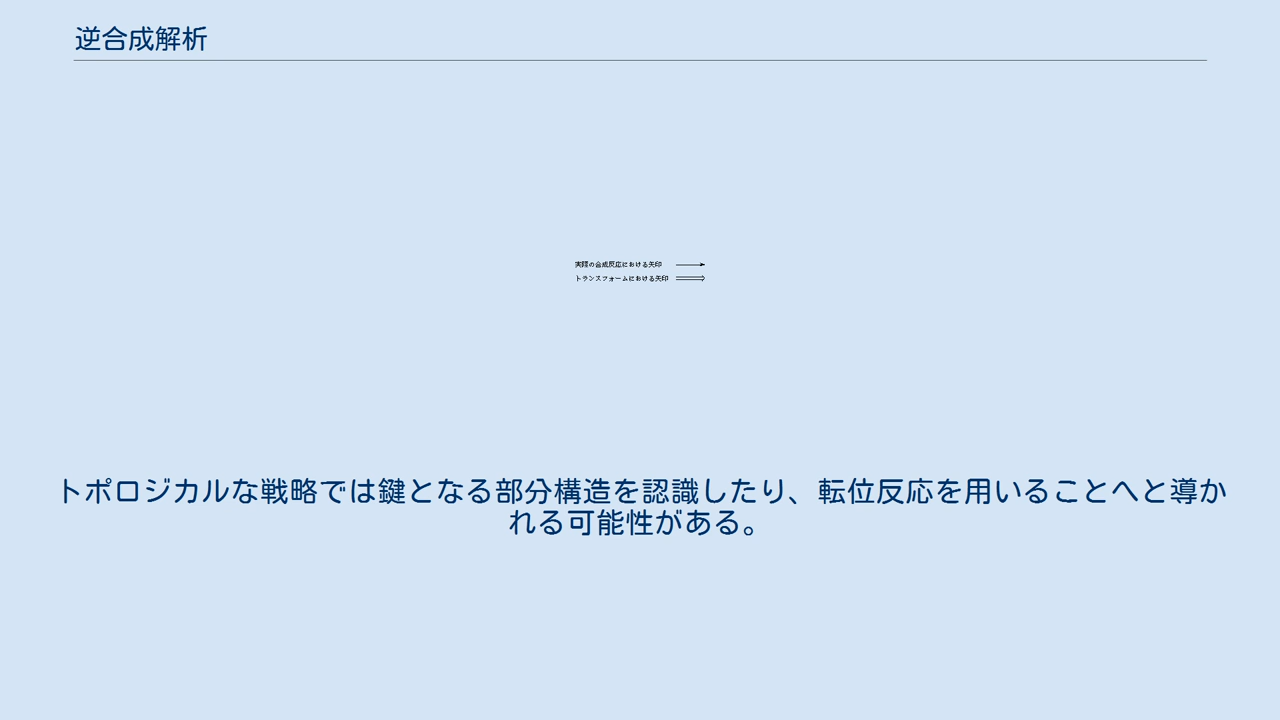 逆合成解析
実際の合成反応における矢印
トランスフォームにおける矢印
トポロジカルな戦略では鍵となる部分構造を認識したり、転位反応を用いることへと導か
れる可能性がある。